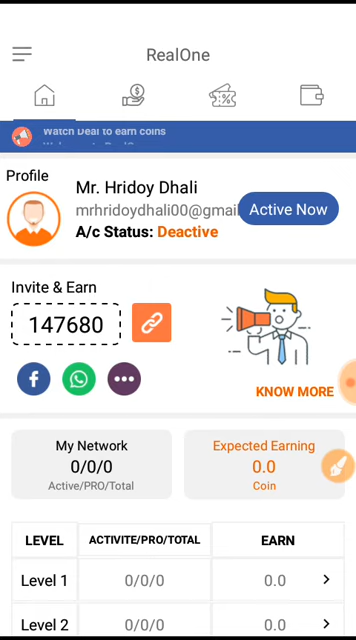 RealOne
Watch Deal to earn coins
Profile
Mr. Hridoy Dhali
mrhridoydhali00@gmai
Active Now
A/c Status: Deactive
Invite & Earn
147680
KNOW MORE
My Network
0/0/0
Active/PRO/Total
Expected Earning
0.0
Coin
LEVEL ACTIVITE/PRO/TOTAL EARN
Level 1 0/0/0 0.0
Level 2 0/0/0 0.0